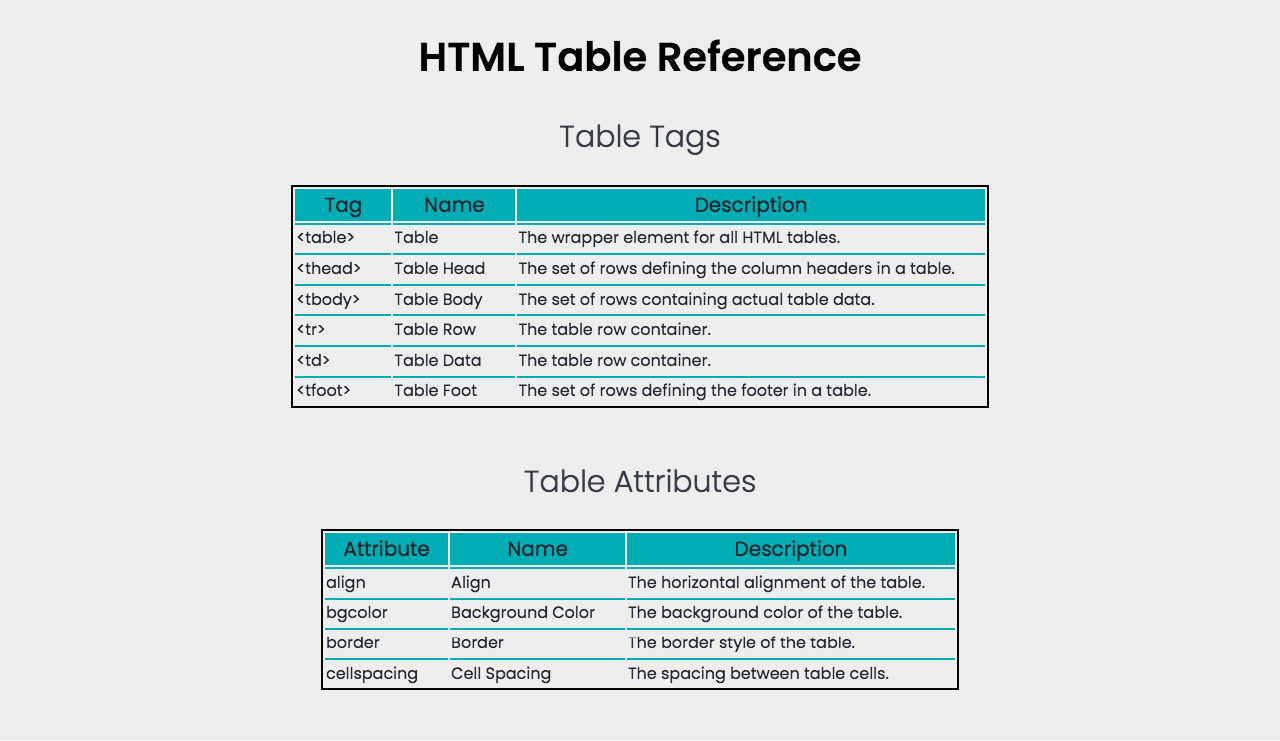 HTML Table Reference
Table Tags
Tag Name Description
<table> Table The wrapper element for all HTML tables.
<thead> Table Head The set of rows defining the column headers in a table.
<tbody> Table Body The set of rows containing actual table data.
<tr> Table Row The table row container.
<td> Table Data The table row container.
<tfoot> Table Foot The set of rows defining the footer in a table.
Table Attributes
Attribute Name Description
align Align The horizontal alignment of the table.
bgcolor Background Color The background color of the table.
border Border The border style of the table.
cellspacing Cell Spacing The spacing between table cells.